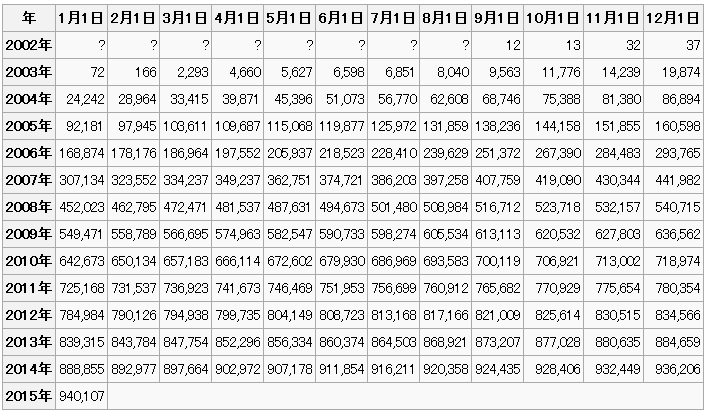 年 1月1日 2月1日 3月1日 4月1日 5月1日 6月1日 7月1日 8月1日 9月1日 10月1日 11月1日 12月1日
2002年 ? ? ? ? ? ? ? ? 12 13 32 37
2003年 72 166 2,293 4,660 5,627 6,598 6,851 8,040 9,563 11,776 14,239 19,874
2004年 24,242 28,964 33,415 39,871 45,396 51,073 56,770 62,608 68,746 75,388 81,380 86,894
2005年 92,181 97,945 103,611 109,687 115,068 119,877 125,972 131,859 138,236 144,158 151,855 160,598
2006年 168,874 178,176 186,964 197,552 205,937 218,523 228,410 239,629 251,372 267,390 284,483 293,765
2007年 307,134 323,552 334,237 349,237 362,751 374,721 386,203 397,258 407,759 419,090 430,344 441,982
2008年 452,023 462,795 472,471 481,537 487,631 494,673 501,480 508,984 516,712 523,718 532,157 540,715
2009年 549,471 558,789 566,695 574,963 582,547 590,733 598,274 605,534 613,113 620,532 627,803 636,562
2010年 642,673 650,134 657,183 666,114 672,602 679,930 686,969 693,583 700,119 706,921 713,002 718,974
2011年 725,168 731,537 736,923 741,673 746,469 751,953 756,699 760,912 765,682 770,929 775,654 780,354
2012年 784,984 790,126 794,938 799,735 804,149 808,723 813,168 817,166 821,009 825,614 830,515 834,566
2013年 839,315 843,784 847,754 852,296 856,334 860,374 864,503 868,921 873,207 877,028 880,635 884,659
2014年 888,855 892,977 897,664 902,972 907,178 911,854 916,211 920,358 924,435 928,406 932,449 936,206
2015年 940,107